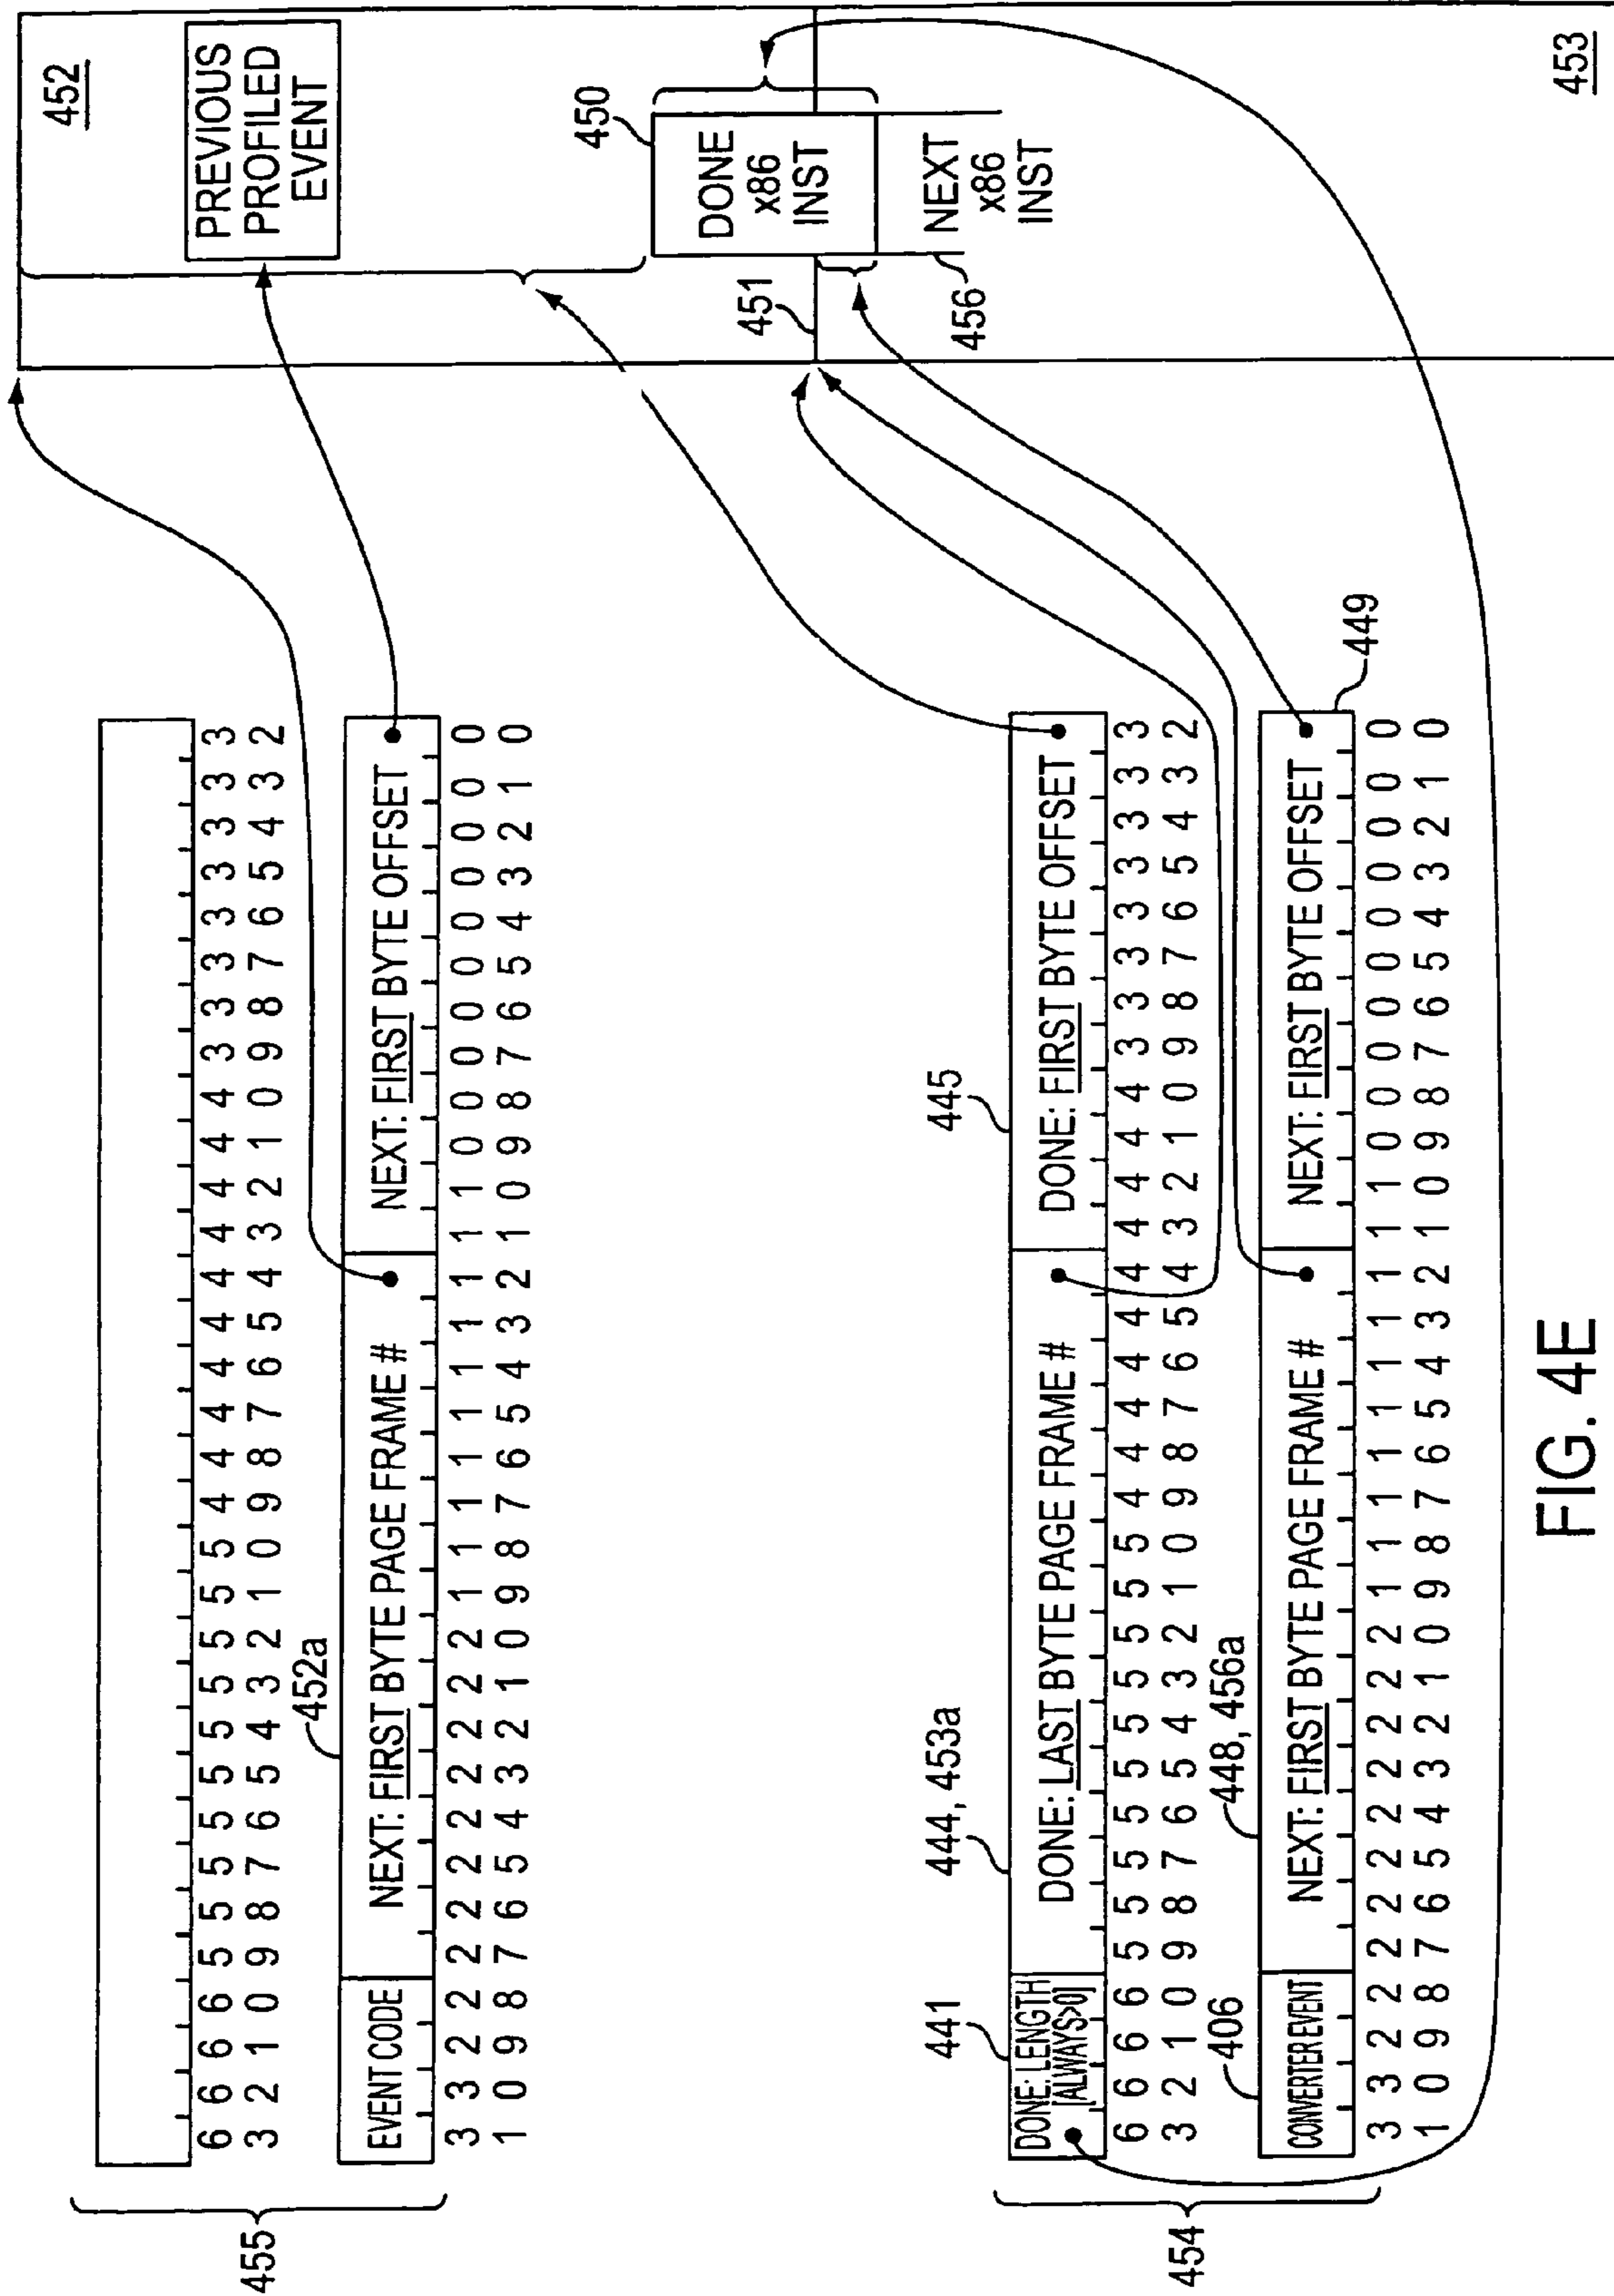 452
PREVIOUS
PROFILED
EVENT
6 6 6 6 5 5 5 5 5 5 5 5 5 5 4 4 4 4 4 4 4 4 4 4 3 3 3 3 3 3 3 3
3 2 1 0 9 8 7 6 5 4 3 2 1 0 9 8 7 6 5 4 3 2 1 0 9 8 7 6 5 4 3 2
452a
455
EVENT CODE
NEXT: FIRST BYTE PAGE FRAME #
NEXT: FIRST BYTE OFFSET
3 3 2 2 2 2 2 2 2 2 2 2 1 1 1 1 1 1 1 1 1 1 0 0 0 0 0 0 0 0 0 0
1 0 9 8 7 6 5 4 3 2 1 0 9 8 7 6 5 4 3 2 1 0 9 8 7 6 5 4 3 2 1 0
450
DONE
x86
INST
451
456
NEXT
x86
INST
441
444, 453a
445
DONE: LENGTH
[ALWAYS>0]
DONE: LAST BYTE PAGE FRAME #
DONE: FIRST BYTE OFFSET
6 6 6 6 5 5 5 5 5 5 5 5 5 5 4 4 4 4 4 4 4 4 4 4 3 3 3 3 3 3 3 3
3 2 1 0 9 8 7 6 5 4 3 2 1 0 9 8 7 6 5 4 3 2 1 0 9 8 7 6 5 4 3 2
454
406
448, 456a
449
CONVERTER EVENT
NEXT: FIRST BYTE PAGE FRAME #
NEXT: FIRST BYTE OFFSET
3 3 2 2 2 2 2 2 2 2 2 2 1 1 1 1 1 1 1 1 1 1 0 0 0 0 0 0 0 0 0 0
1 0 9 8 7 6 5 4 3 2 1 0 9 8 7 6 5 4 3 2 1 0 9 8 7 6 5 4 3 2 1 0
453
FIG. 4E